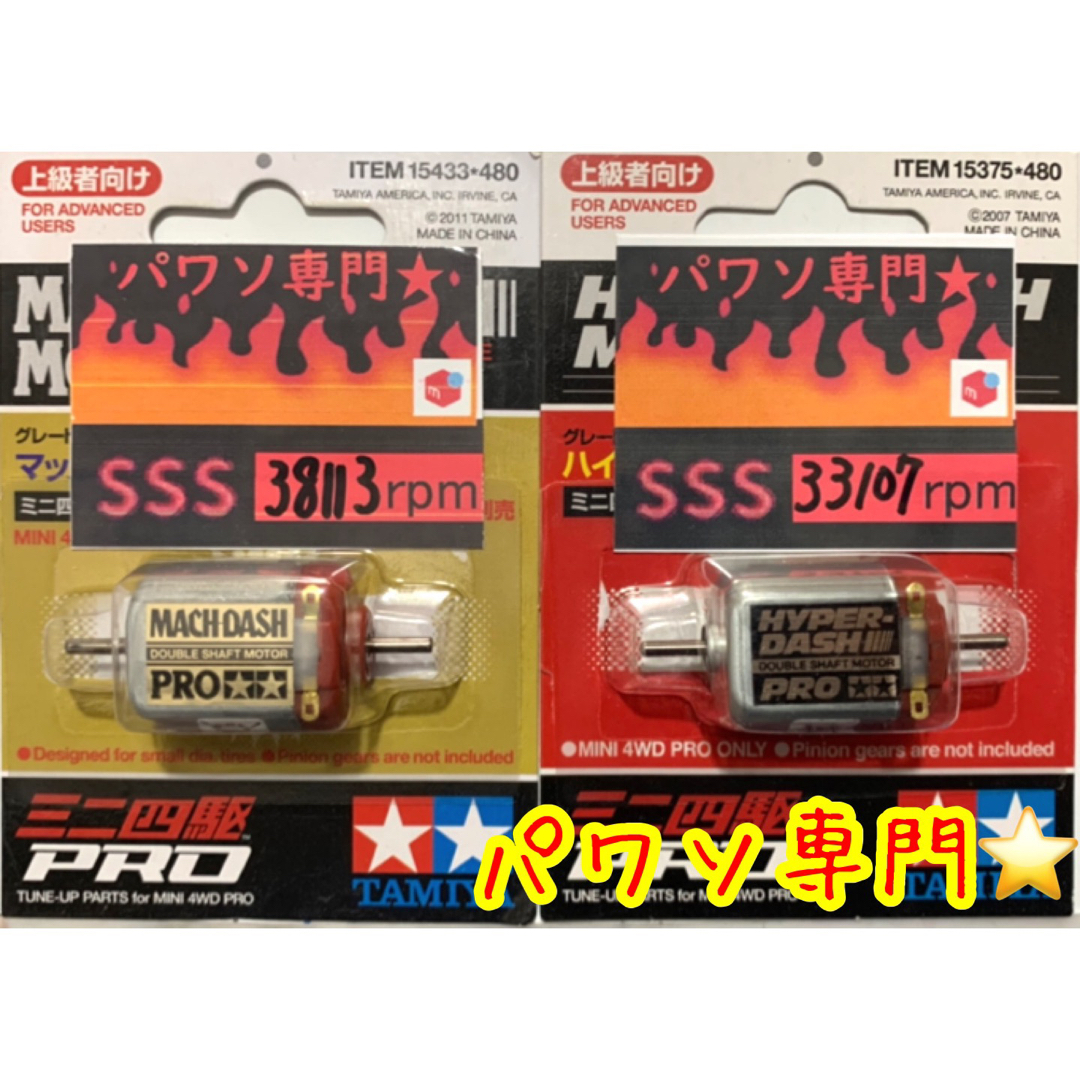 上級者向け
FOR ADVANCED
USERS
ITEM 15433★480
TAMIYA AMERICA, INC. IRVINE, CA
©2011 TAMIYA
MADE IN CHINA
パワソ専門★
SSS 38113rpm
MINI 4
MACH-DASH
DOUBLE SHAFT MOTOR
PRO
●Designed for small dia. tires ●Pinion gears are not included
ミニ四駆
PRO
TUNE-UP PARTS for MINI 4WD PRO
TAMIYA
上級者向け
FOR ADVANCED
USERS
ITEM 15375★480
TAMIYA AMERICA, INC. IRVINE, CA
©2007 TAMIYA
MADE IN CHINA
パワソ専門★
SSS 33107rpm
HYPER-
DASH
DOUBLE SHAFT MOTOR
PRO
●MINI 4WD PRO ONLY ●Pinion gears are not included
TUNE-UP PARTS for MINI 4WD PRO
パワソ専門⭐